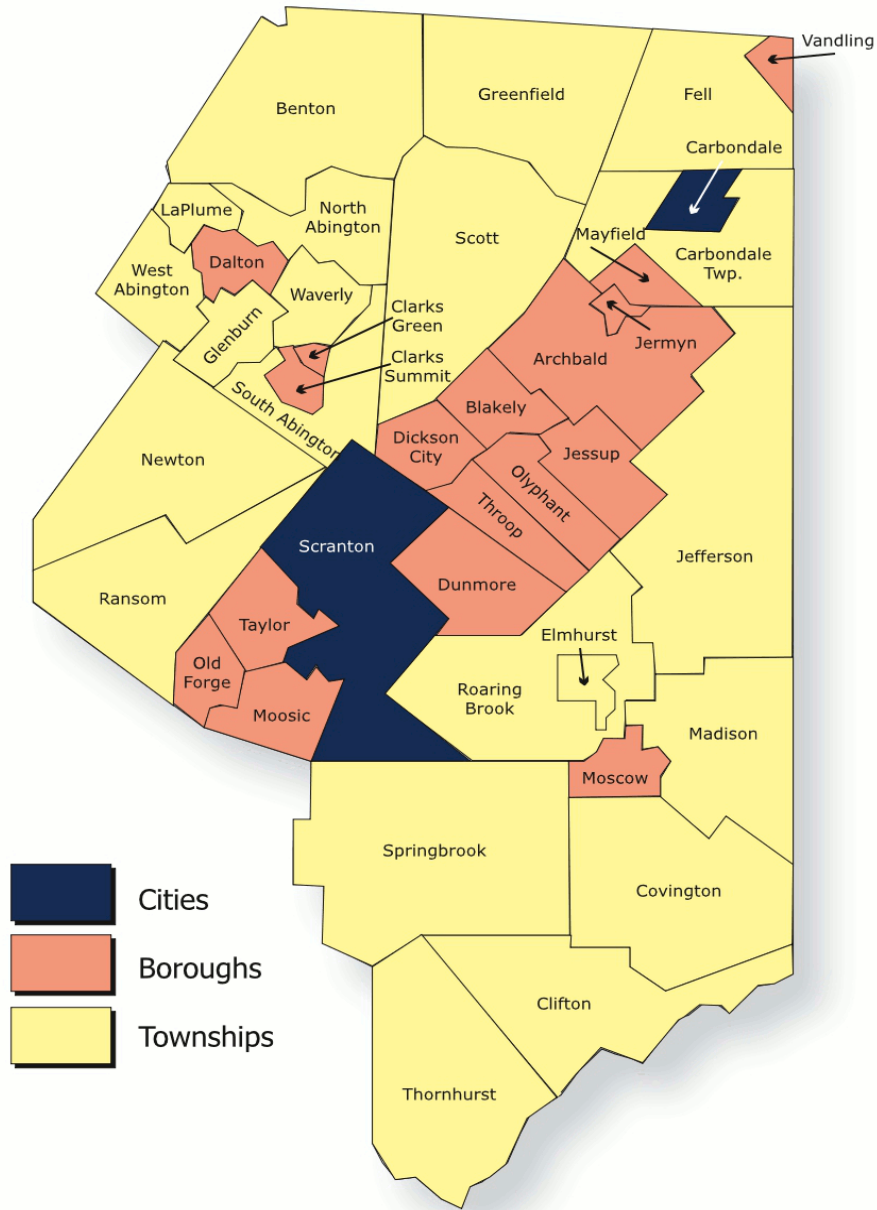 Vandling
Benton
Greenfield
Fell
Carbondale
LaPlume
North
Abington
Scott
Mayfield
Carbondale
Twp.
West
Abington
Dalton
Waverly
Clarks
Green
Glenburn
Clarks
Summit
Jermyn
Archbald
South Abington
Blakely
Dickson
City
Jessup
Newton
Olyphant
Throop
Scranton
Jefferson
Dunmore
Ransom
Taylor
Elmhurst
Old
Forge
Roaring
Brook
Moosic
Madison
Moscow
Springbrook
Covington
Cities
Boroughs
Clifton
Townships
Thornhurst